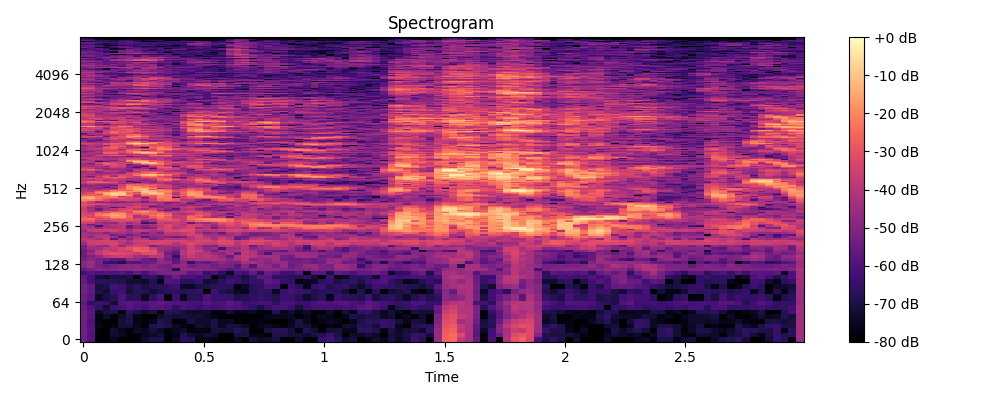 Spectrogram
Hz
4096
2048
1024
512
256
128
64
0
0
0.5
1
1.5
2
2.5
Time
+0 dB
-10 dB
-20 dB
-30 dB
-40 dB
-50 dB
-60 dB
-70 dB
-80 dB